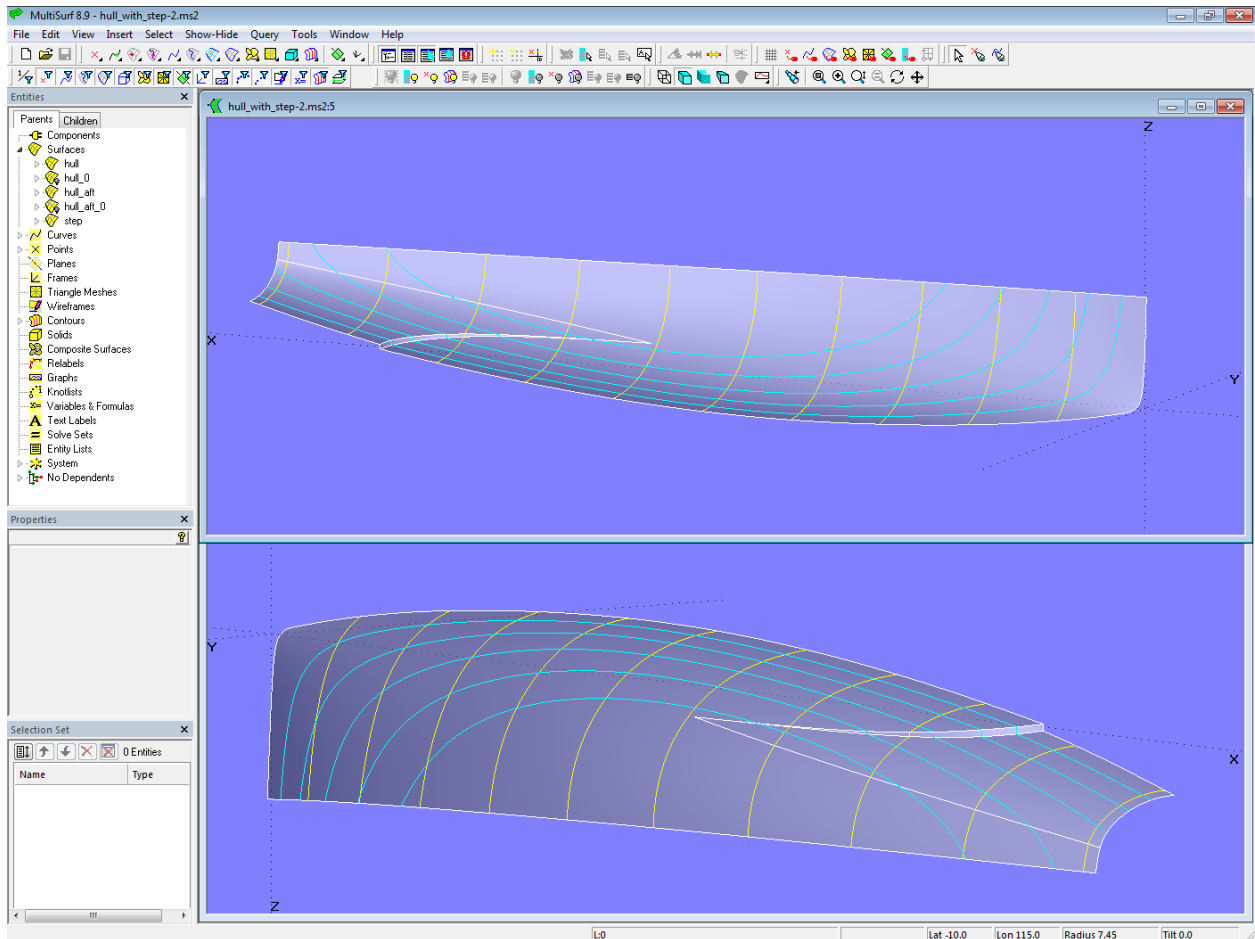 MultiSurf 8.9 - hull_with_step-2.ms2
File Edit View Insert Select Show-Hide Query Tools Window Help
Entities
Parents Children
Components
Surfaces
hull
hull_0
hull_aft
hull_aft_0
step
Curves
Points
Planes
Frames
Triangle Meshes
Wireframes
Contours
Solids
Composite Surfaces
Relabels
Graphs
Knotlists
Variables & Formulas
Text Labels
Solve Sets
Entity Lists
System
No Dependents
Properties
Selection Set
0 Entities
Name Type
hull_with_step-2.ms2:5
Z
X
Y
Y
X
Z
L:0 Lat -10.0 Lon 115.0 Radius 7.45 Tilt 0.0